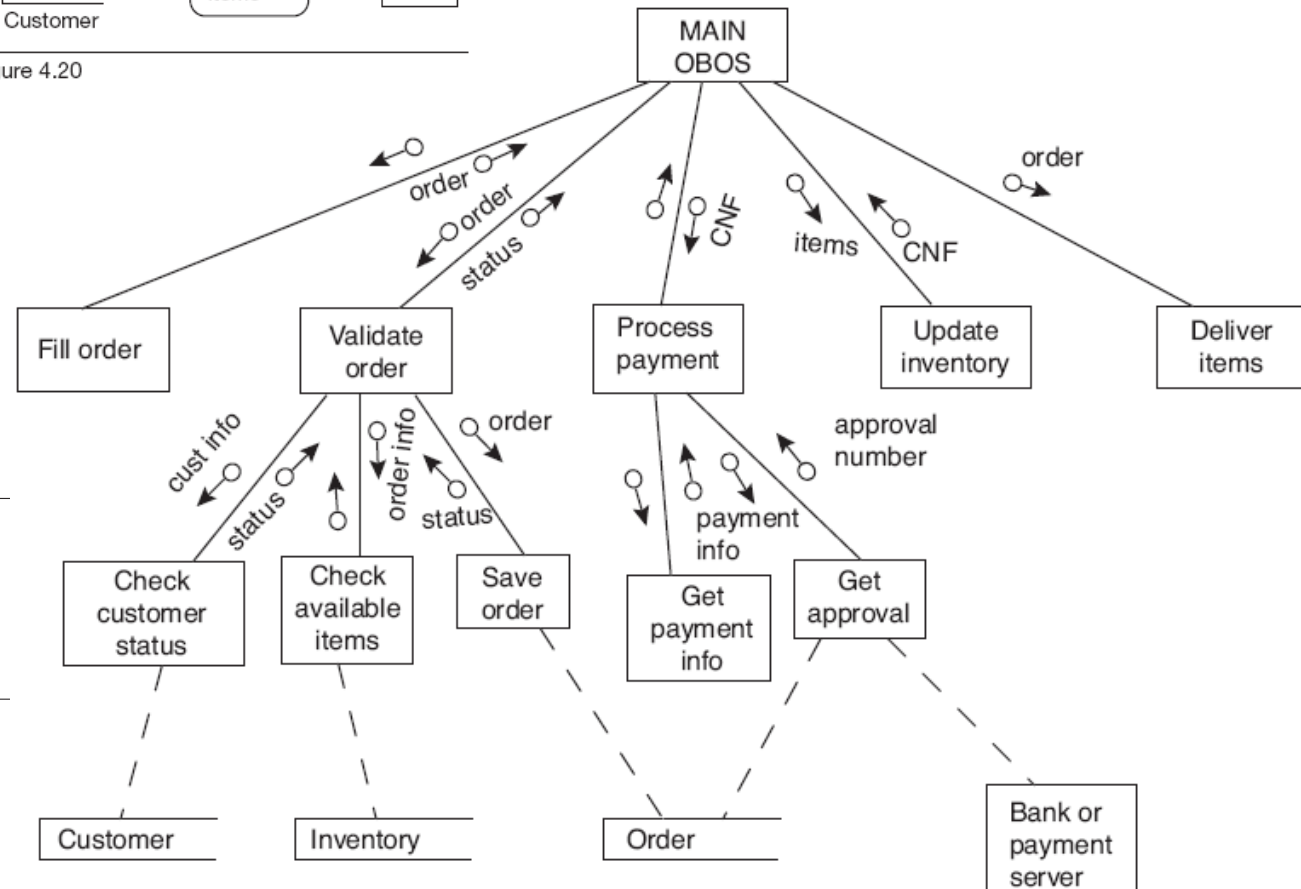 Customer
ure 4.20
MAIN
OBOS
order
order
order
status
CNF
items
CNF
Fill order
Validate
order
Process
payment
Update
inventory
Deliver
items
cust info
status
order info
order
status
approval
number
payment
info
Check
customer
status
Check
available
items
Save
order
Get
payment
info
Get
approval
Customer
Inventory
Order
Bank or
payment
server